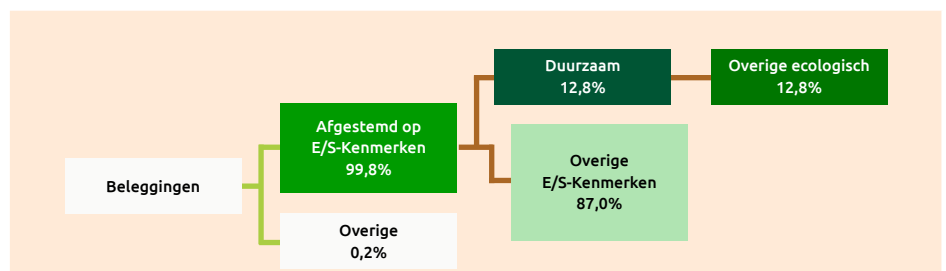 Beleggingen
Afgestemd op
E/S-Kenmerken
99,8%
Overige
0,2%
Duurzaam
12,8%
Overige
E/S-Kenmerken
87,0%
Overige ecologisch
12,8%